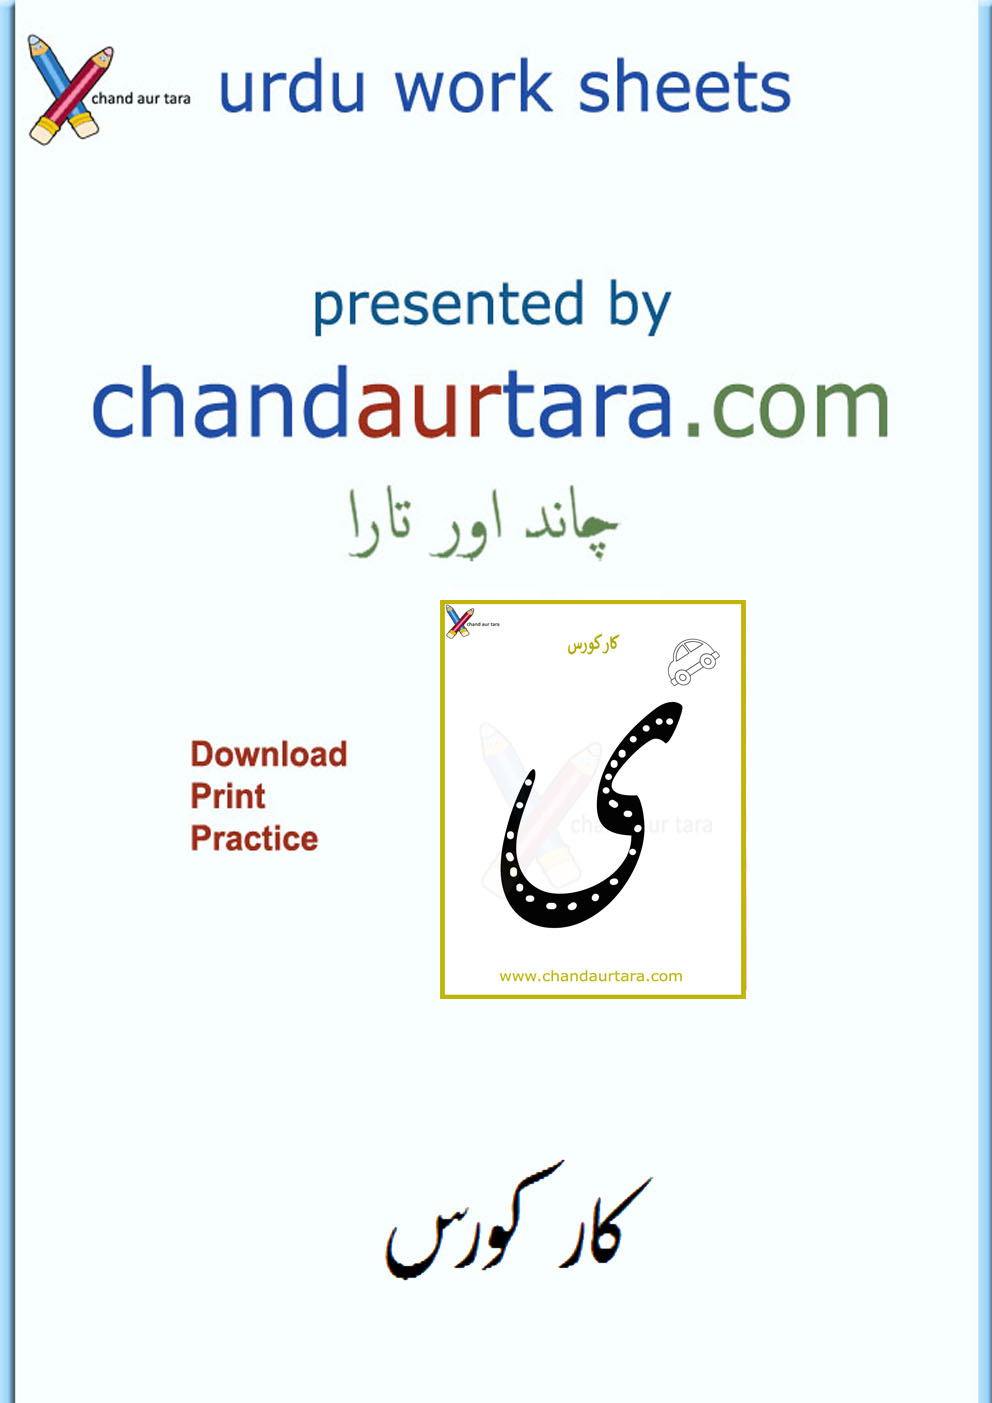 chand aur tara
urdu work sheets
presented by
chandaurtara.com
چاند اور تارا
chand aur tara
کار کورس
ی
chand aur tara
www.chandaurtara.com
Download
Print
Practice
کار کورس